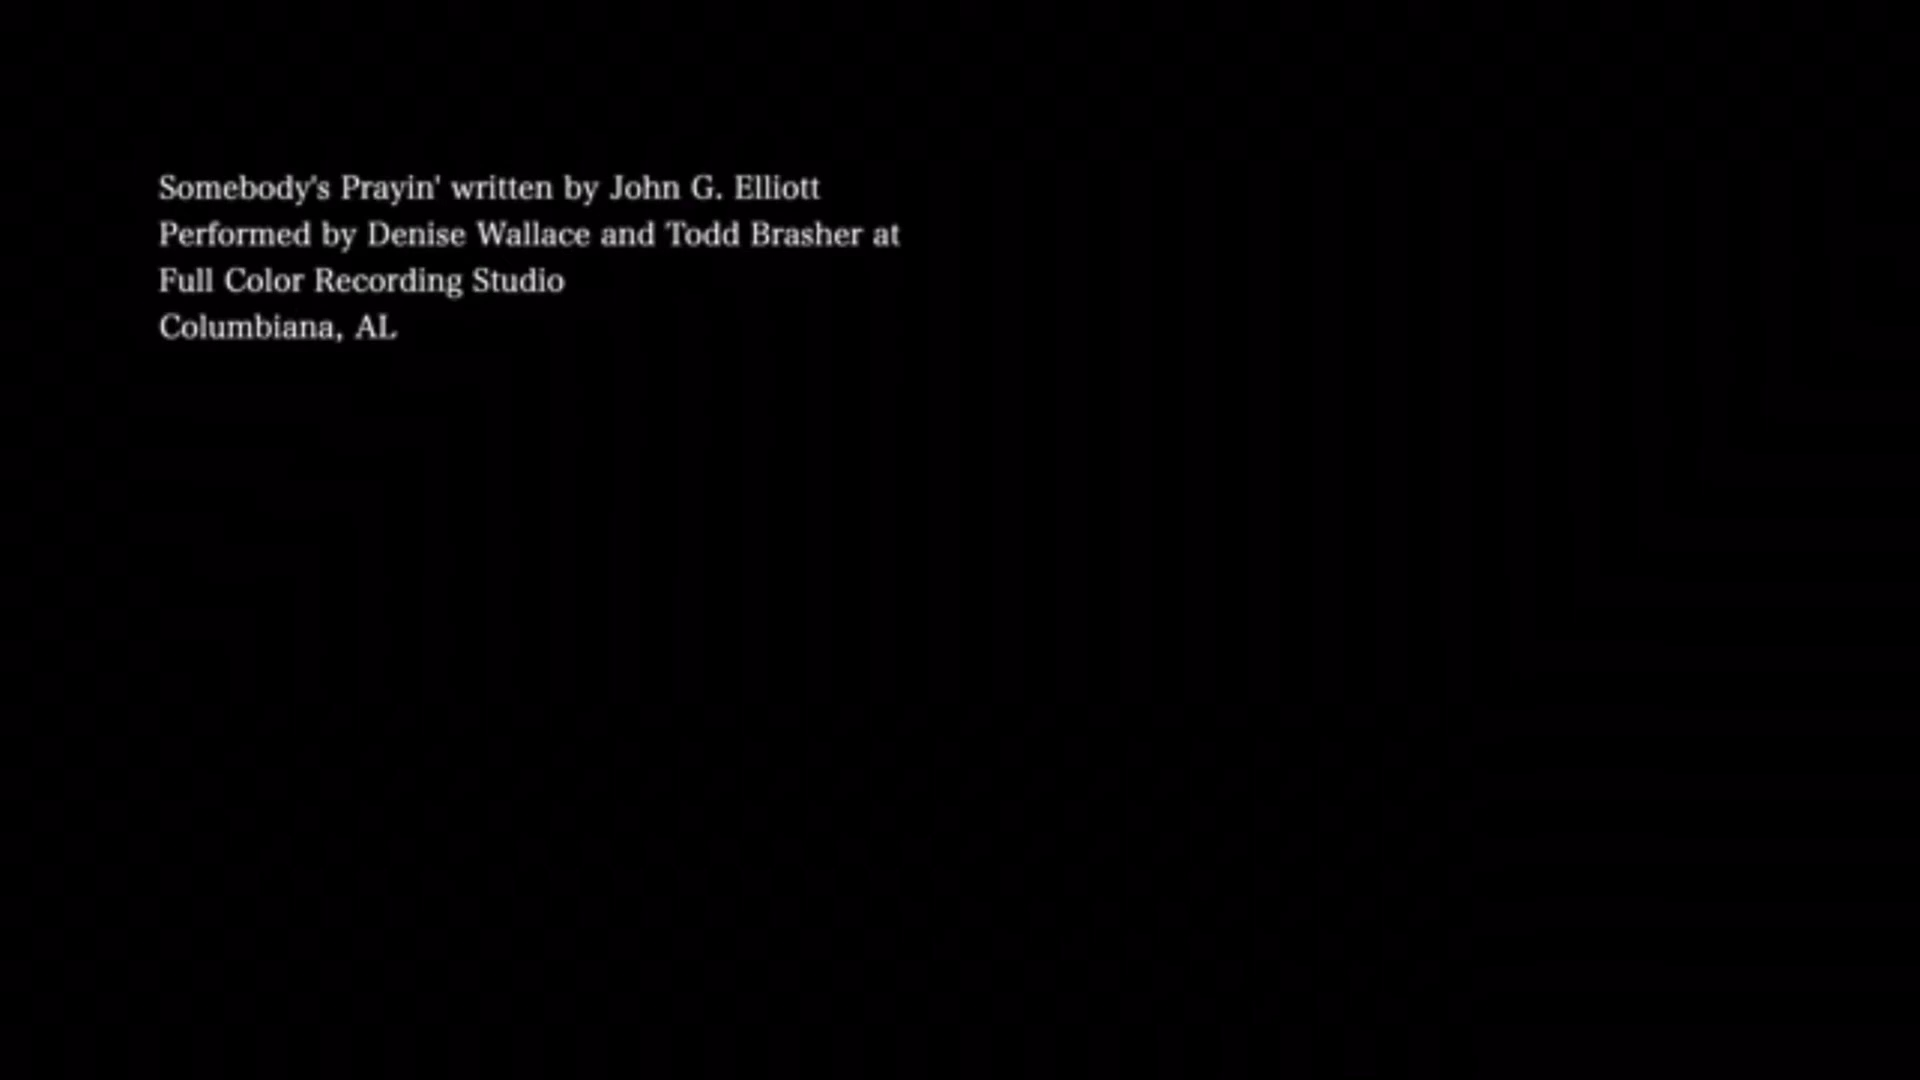 Somebody's Prayin' written by John G. Elliott
Performed by Denise Wallace and Todd Brasher at
Full Color Recording Studio
Columbiana, AL